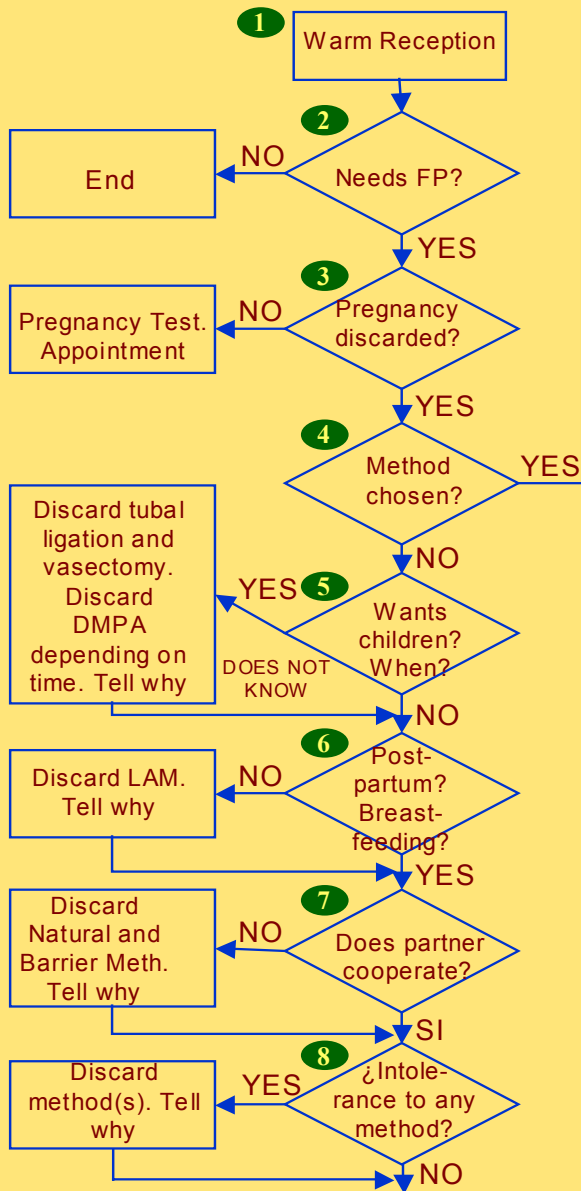 1
Warm Reception
2
NO
Needs FP?
End
YES
3
NO
Pregnancy
discarded?
Pregnancy Test.
Appointment
YES
4
Method
chosen?
YES
NO
Discard tubal
ligation and
vasectomy.
Discard
DMPA
depending on
time. Tell why
YES
5
Wants
children?
When?
DOES NOT
KNOW
NO
6
Post-
partum?
Breast-
feeding?
NO
Discard LAM.
Tell why
YES
7
Does partner
cooperate?
NO
Discard
Natural and
Barrier Meth.
Tell why
SI
8
¿Intole-
rance to any
method?
YES
Discard
method(s). Tell
why
NO